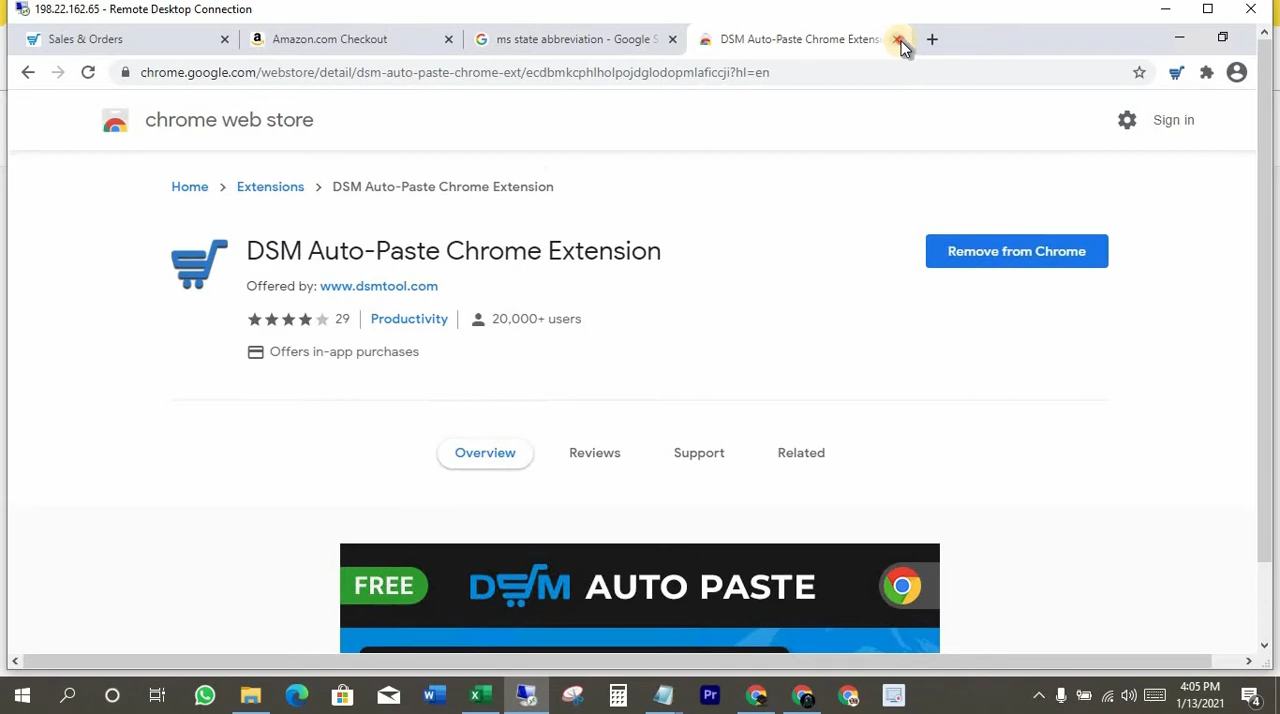 198.22.162.65 - Remote Desktop Connection
Sales & Orders
Amazon.com Checkout
ms state abbreviation - Google S
DSM Auto-Paste Chrome Extens
chrome.google.com/webstore/detail/dsm-auto-paste-chrome-ext/eedbmkcphlholpojdglodopmlaficcji?hl=en
chrome web store
Sign in
Home
Extensions
DSM Auto-Paste Chrome Extension
DSM Auto-Paste Chrome Extension
Remove from Chrome
Offered by: www.dsmtool.com
29 Productivity 20,000+ users
Offers in-app purchases
Overview
Reviews
Support
Related
FREE DSM AUTO PASTE
W X Pr
4:05 PM
1/13/2021
4